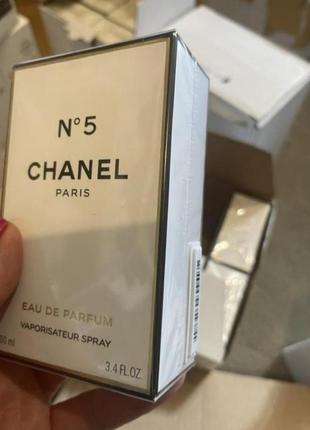 N°5
CHANEL
PARIS
EAU DE PARFUM
VAPORISATEUR SPRAY
3.4 FL.OZ.